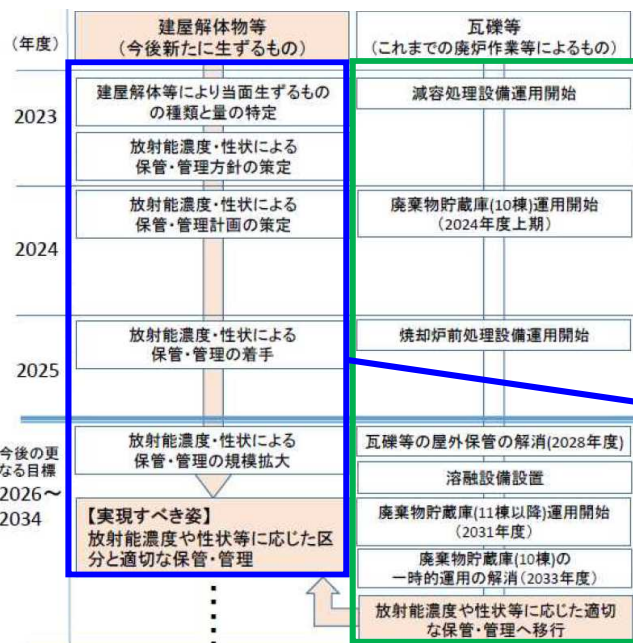 (年度)
建屋解体物等
(今後新たに生ずるもの)
瓦礫等
(これまでの廃炉作業等によるもの)
2023
建屋解体等により当面生ずるもの
の種類と量の特定
減容処理設備運用開始
放射能濃度・性状による
保管・管理方針の策定
2024
放射能濃度・性状による
保管・管理計画の策定
廃棄物貯蔵庫(10棟)運用開始
(2024年度上期)
2025
放射能濃度・性状による
保管・管理の着手
焼却炉前処理設備運用開始
今後の更
なる目標
2026~
2034
放射能濃度・性状による
保管・管理の規模拡大
【実現すべき姿】
放射能濃度や性状等に応じた区
分と適切な保管・管理
瓦礫等の屋外保管の解消(2028年度)
溶融設備設置
廃棄物貯蔵庫(11棟以降)運用開始
(2031年度)
廃棄物貯蔵庫(10棟)の
一時的運用の解消(2033年度)
放射能濃度や性状等に応じた適切
な保管・管理へ移行